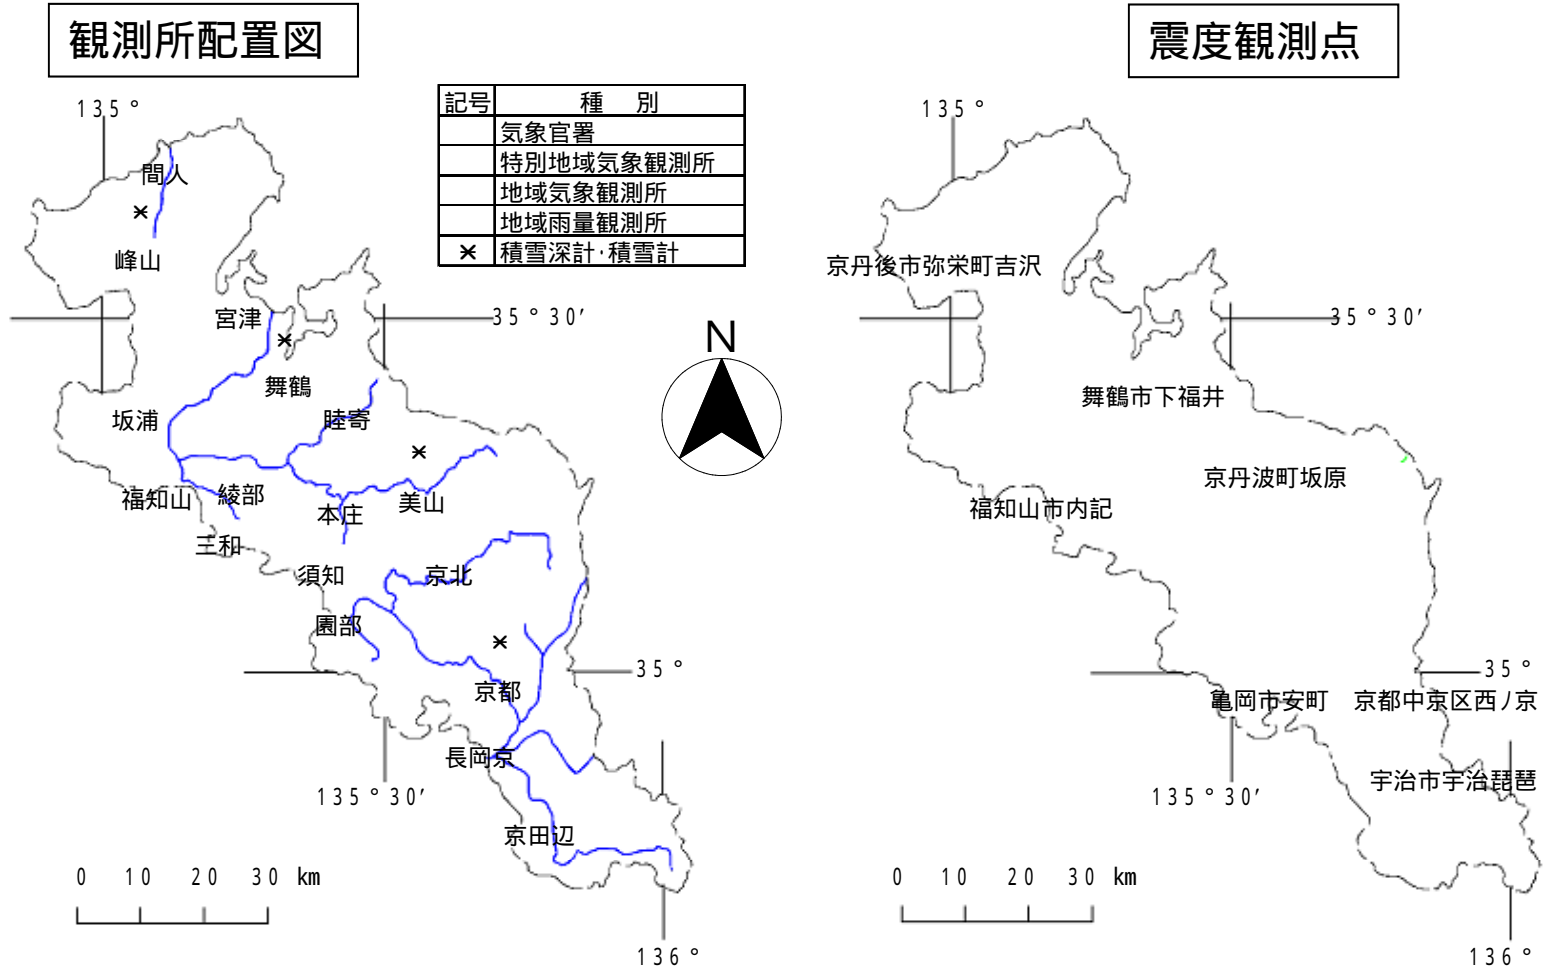 観測所配置図
震度観測点
記号 種 別
気象官署
特別地域気象観測所
地域気象観測所
地域雨量観測所
× 積雪深計・積雪計
135°
間人
峰山
宮津
35°30′
舞鶴
坂浦
睦寄
福知山
綾部
本庄
美山
三和
須知
京北
園部
35°
京都
長岡京
135°30′
京田辺
0 10 20 30 km
136°
N
135°
京丹後市弥栄町吉沢
35°30′
舞鶴市下福井
京丹波町坂原
福知山市内記
35°
亀岡市安町
京都中京区西ノ京
宇治市宇治琵琶
135°30′
0 10 20 30 km
136°